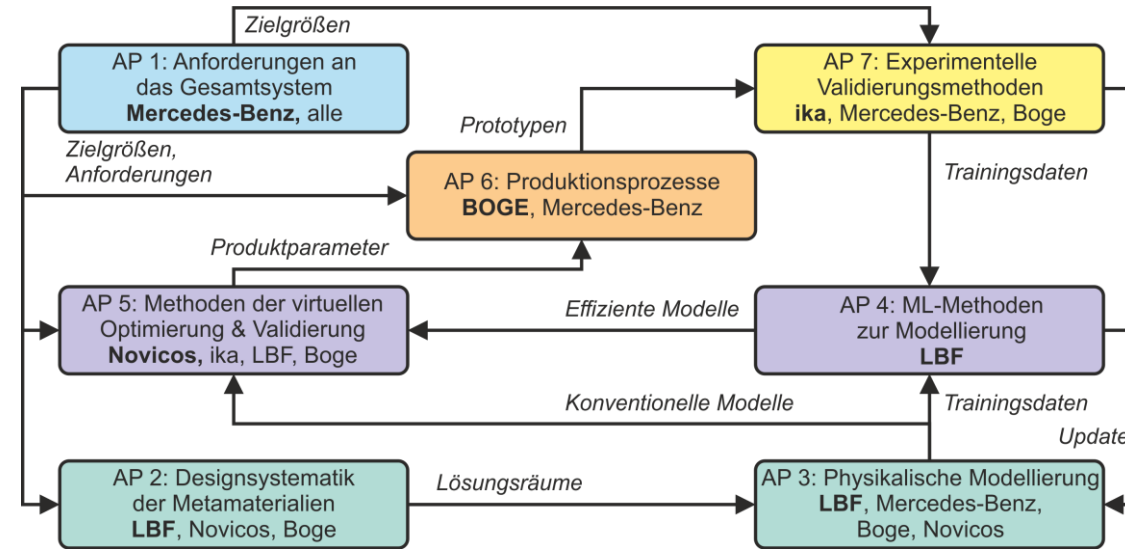 Zielgrößen
AP 1: Anforderungen an
das Gesamtsystem
Mercedes-Benz, alle
AP 7: Experimentelle
Validierungsmethoden
ika, Mercedes-Benz, Boge
Prototypen
Zielgrößen,
Anforderungen
AP 6: Produktionsprozesse
BOGE, Mercedes-Benz
Trainingsdaten
Produktparameter
AP 5: Methoden der virtuellen
Optimierung & Validierung
Novicos, ika, LBF, Boge
Effiziente Modelle
AP 4: ML-Methoden
zur Modellierung
LBF
Konventionelle Modelle
Trainingsdaten
Update
AP 2: Designsystematik
der Metamaterialien
LBF, Novicos, Boge
Lösungsräume
AP 3: Physikalische Modellierung
LBF, Mercedes-Benz,
Boge, Novicos